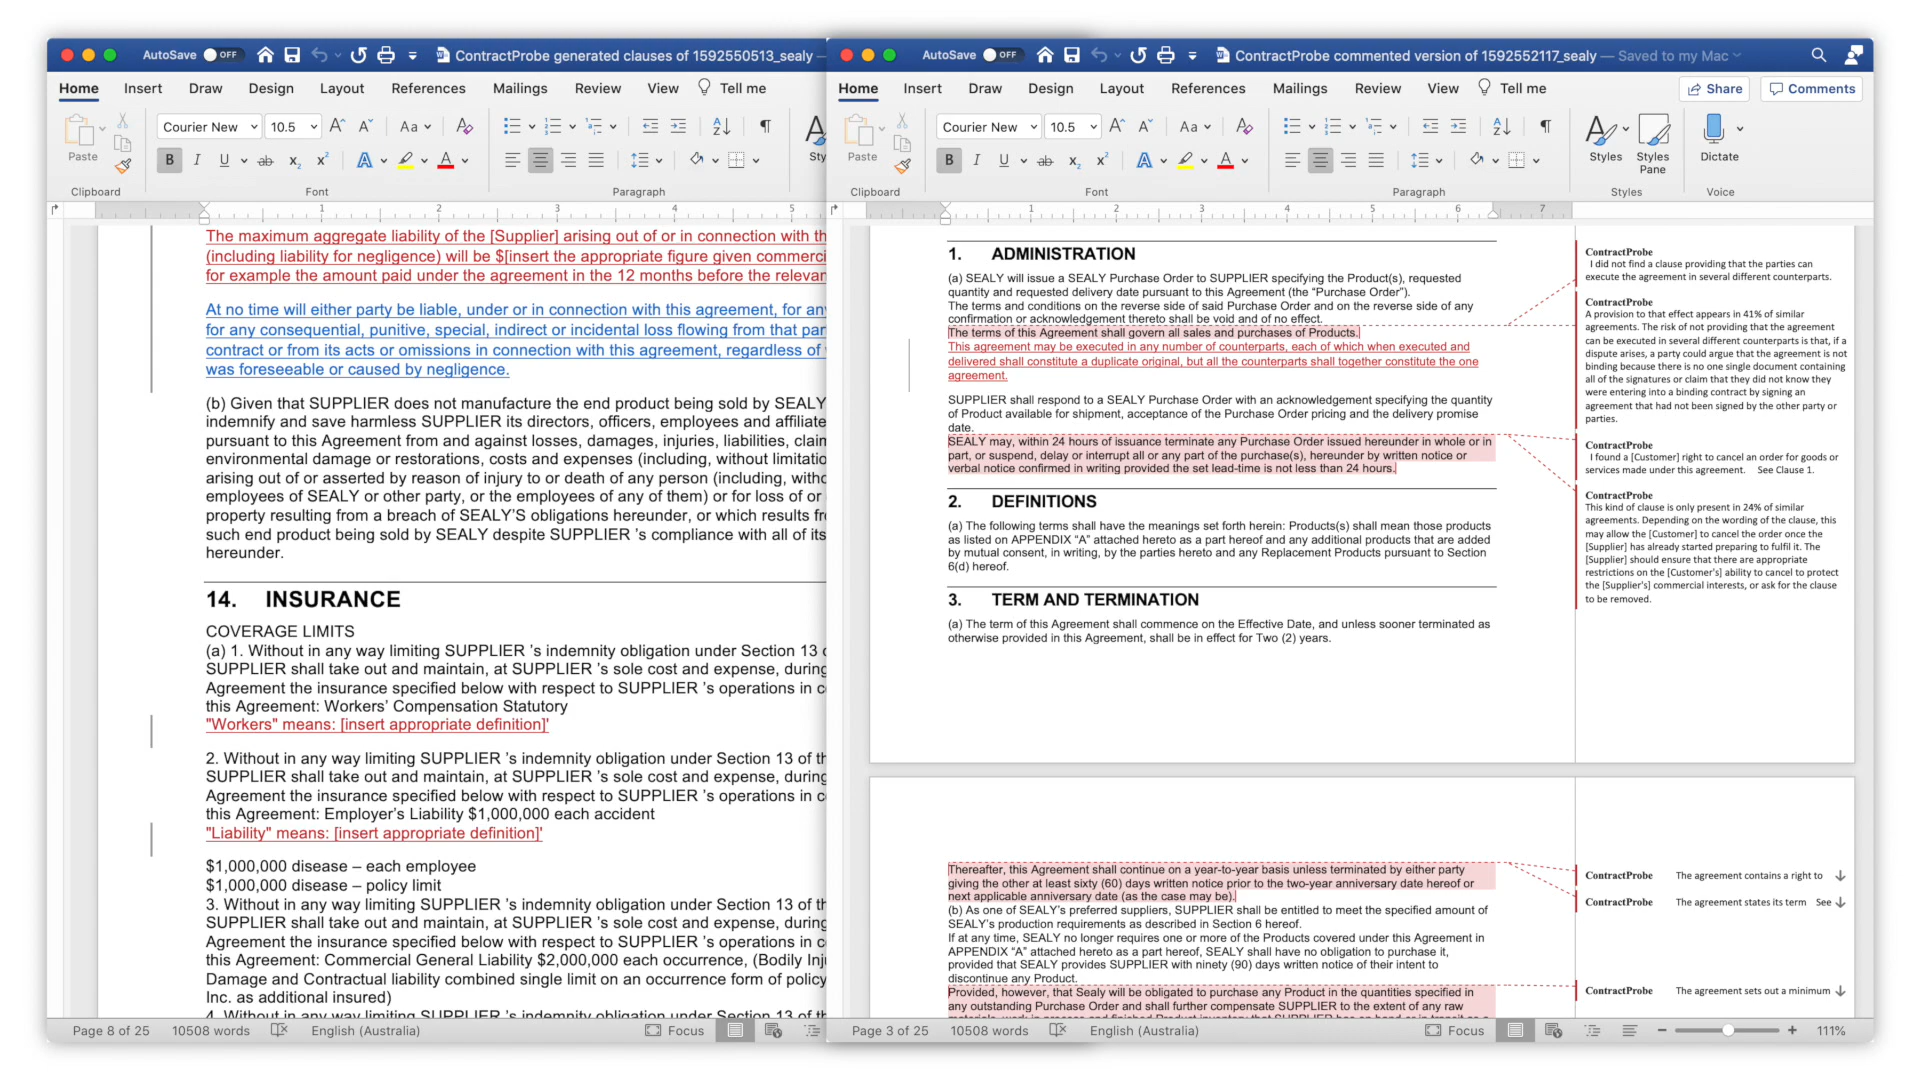 AutoSave OFF ContractProbe generated clauses of 1592550513_sealy —
Home Insert Draw Design Layout References Mailings Review View Tell me
Paste Courier New 10.5 Aa
B I U ab X₂ X² A A Sty
Clipboard Font Paragraph
1 2 3 4 5
The maximum aggregate liability of the [Supplier] arising out of or in connection with th
(including liability for negligence) will be $[insert the appropriate figure given commerci
for example the amount paid under the agreement in the 12 months before the relevan
At no time will either party be liable, under or in connection with this agreement, for an
for any consequential, punitive, special, indirect or incidental loss flowing from that par
contract or from its acts or omissions in connection with this agreement, regardless of
was foreseeable or caused by negligence.
(b) Given that SUPPLIER does not manufacture the end product being sold by SEALY
indemnify and save harmless SUPPLIER its directors, officers, employees and affiliate
pursuant to this Agreement from and against losses, damages, injuries, liabilities, clain
environmental damage or restorations, costs and expenses (including, without limitatio
arising out of or asserted by reason of injury to or death of any person (including, witho
employees of SEALY or other party, or the employees of any of them) or for loss of or
property resulting from a breach of SEALY'S obligations hereunder, or which results fr
such end product being sold by SEALY despite SUPPLIER 's compliance with all of its
hereunder.
14. INSURANCE
COVERAGE LIMITS
(a) 1. Without in any way limiting SUPPLIER 's indemnity obligation under Section 13 o
SUPPLIER shall take out and maintain, at SUPPLIER 's sole cost and expense, during
Agreement the insurance specified below with respect to SUPPLIER 's operations in c
this Agreement: Workers' Compensation Statutory
"Workers" means: [insert appropriate definition]'
2. Without in any way limiting SUPPLIER 's indemnity obligation under Section 13 of th
SUPPLIER shall take out and maintain, at SUPPLIER 's sole cost and expense, during
Agreement the insurance specified below with respect to SUPPLIER 's operations in c
this Agreement: Employer's Liability $1,000,000 each accident
"Liability" means: [insert appropriate definition]'
$1,000,000 disease – each employee
$1,000,000 disease – policy limit
3. Without in any way limiting SUPPLIER 's indemnity obligation under Section 13 of th
SUPPLIER shall take out and maintain, at SUPPLIER 's sole cost and expense, during
Agreement the insurance specified below with respect to SUPPLIER 's operations in c
this Agreement: Commercial General Liability $2,000,000 each occurrence, (Bodily Inj
Damage and Contractual liability combined single limit on an occurrence form of policy
Inc. as additional insured)
4. Without in any way limiting SUPPLIER 's indemnity obligation under Section 13 of th
Page 8 of 25 10508 words English (Australia) Focus
AutoSave OFF ContractProbe commented version of 1592552117_sealy — Saved to my Mac
Home Insert Draw Design Layout References Mailings Review View Tell me Share Comments
Paste Courier New 10.5 Aa
B I U ab X₂ X² A A Styles Styles Pane Dictate
Clipboard Font Paragraph Styles Voice
1 2 3 4 5 6 7
1. ADMINISTRATION
(a) SEALY will issue a SEALY Purchase Order to SUPPLIER specifying the Product(s), requested
quantity and requested delivery date pursuant to this Agreement (the "Purchase Order").
The terms and conditions on the reverse side of said Purchase Order and on the reverse side of any
confirmation or acknowledgement thereto shall be void and of no effect.
The terms of this Agreement shall govern all sales and purchases of Products.
This agreement may be executed in any number of counterparts, each of which when executed and
delivered shall constitute a duplicate original, but all the counterparts shall together constitute the one
agreement.
SUPPLIER shall respond to a SEALY Purchase Order with an acknowledgement specifying the quantity
of Product available for shipment, acceptance of the Purchase Order pricing and the delivery promise
date.
SEALY may, within 24 hours of issuance terminate any Purchase Order issued hereunder in whole or in
part, or suspend, delay or interrupt all or any part of the purchase(s), hereunder by written notice or
verbal notice confirmed in writing provided the set lead-time is not less than 24 hours.
2. DEFINITIONS
(a) The following terms shall have the meanings set forth herein: Products(s) shall mean those products
as listed on APPENDIX "A" attached hereto as a part hereof and any additional products that are added
by mutual consent, in writing, by the parties hereto and any Replacement Products pursuant to Section
6(d) hereof.
3. TERM AND TERMINATION
(a) The term of this Agreement shall commence on the Effective Date, and unless sooner terminated as
otherwise provided in this Agreement, shall be in effect for Two (2) years.
Thereafter, this Agreement shall continue on a year-to-year basis unless terminated by either party
giving the other at least sixty (60) days written notice prior to the two-year anniversary date hereof or
next applicable anniversary date (as the case may be).
(b) As one of SEALY's preferred suppliers, SUPPLIER shall be entitled to meet the specified amount of
SEALY's production requirements as described in Section 6 hereof.
If at any time, SEALY no longer requires one or more of the Products covered under this Agreement in
APPENDIX "A" attached hereto as a part hereof, SEALY shall have no obligation to purchase it,
provided that SEALY provides SUPPLIER with ninety (90) days written notice of their intent to
discontinue any Product.
Provided, however, that Sealy will be obligated to purchase any Product in the quantities specified in
any outstanding Purchase Order and shall further compensate SUPPLIER to the extent of any raw
ContractProbe
I did not find a clause providing that the parties can
execute the agreement in several different counterparts.
ContractProbe
A provision to that effect appears in 41% of similar
agreements. The risk of not providing that the agreement
can be executed in several different counterparts is that, if a
dispute arises, a party could argue that the agreement is not
binding because there is no one single document containing
all of the signatures or claim that they did not know they
were entering into a binding contract by signing an
agreement that had not been signed by the other party or
parties.
ContractProbe
I found a [Customer] right to cancel an order for goods or
services made under this agreement. See Clause 1.
ContractProbe
This kind of clause is only present in 24% of similar
agreements. Depending on the wording of the clause, this
may allow the [Customer] to cancel the order once the
[Supplier] has already started preparing to fulfil it. The
[Supplier] should ensure that there are appropriate
restrictions on the [Customer's] ability to cancel to protect
the [Supplier's] commercial interests, or ask for the clause
to be removed.
ContractProbe The agreement contains a right to
ContractProbe The agreement states its term See
ContractProbe The agreement sets out a minimum
Page 3 of 25 10508 words English (Australia) Focus 111%